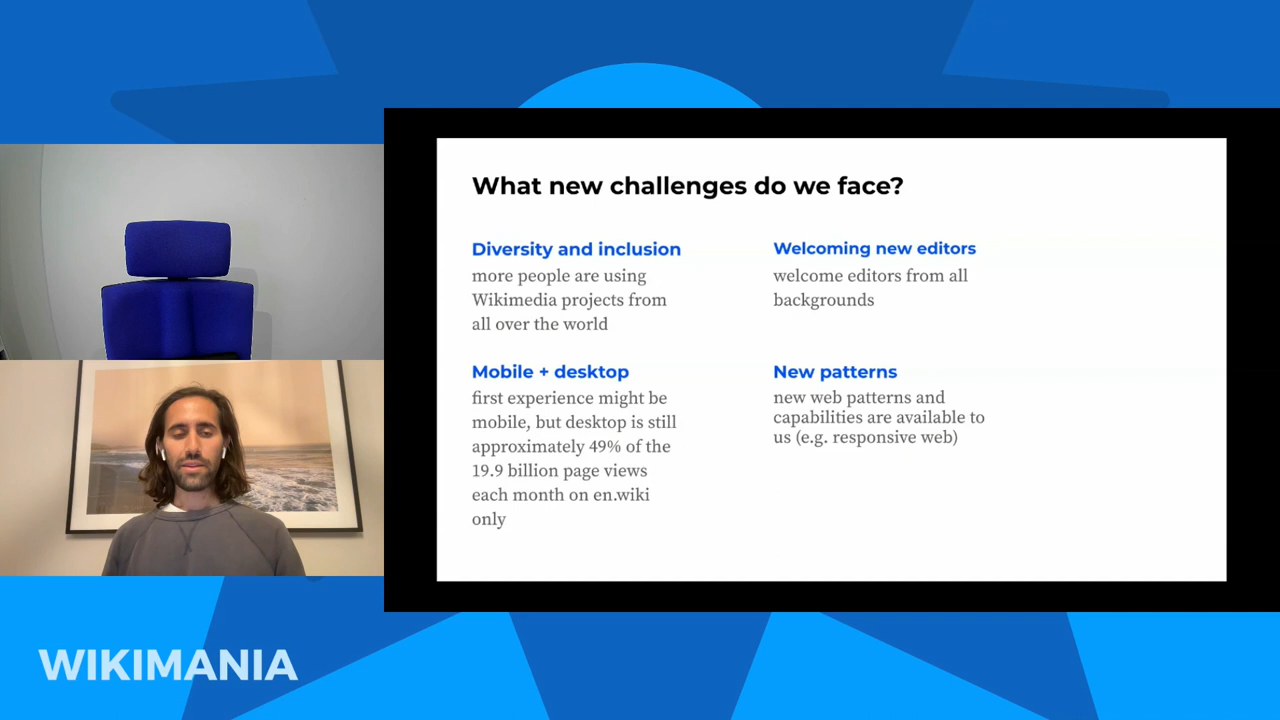 What new challenges do we face?
Diversity and inclusion
more people are using
Wikimedia projects from
all over the world
Welcoming new editors
welcome editors from all
backgrounds
Mobile + desktop
first experience might be
mobile, but desktop is still
approximately 49% of the
19.9 billion page views
each month on en.wiki
only
New patterns
new web patterns and
capabilities are available to
us (e.g. responsive web)
WIKIMANIA